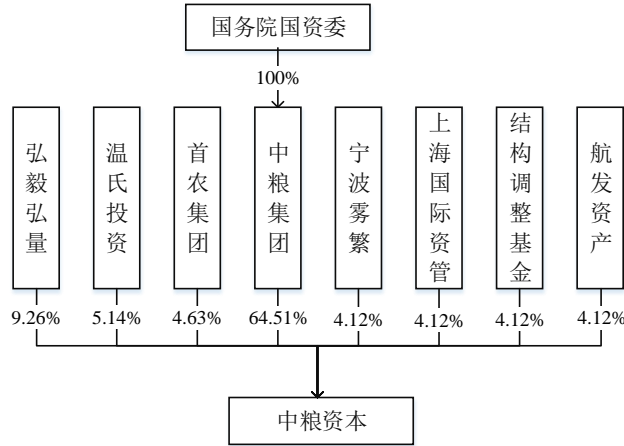 国务院国资委
100%
弘毅弘量
温氏投资
首农集团
中粮集团
宁波雾繁
上海国际资管
结构调整基金
航发资产
9.26%
5.14%
4.63%
64.51%
4.12%
4.12%
4.12%
4.12%
中粮资本